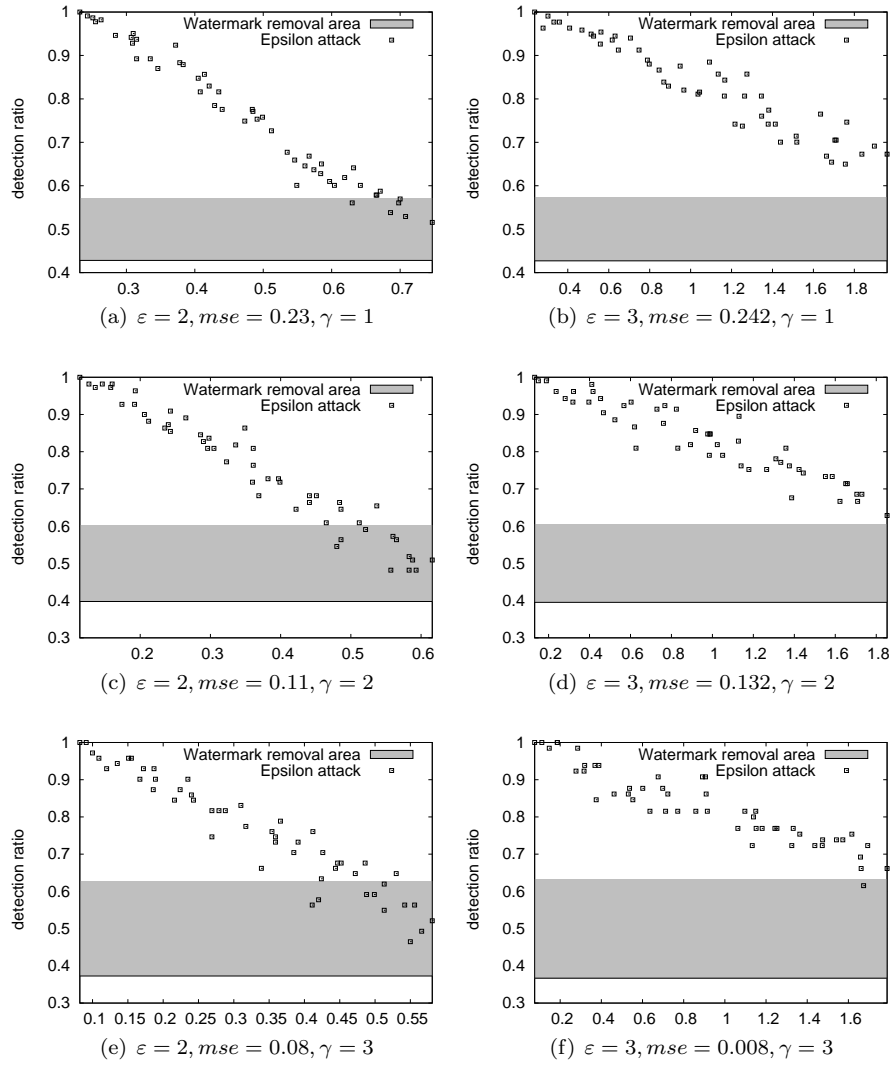 1
0.9
0.8
0.7
0.6
0.5
0.4
detection ratio
0.3 0.4 0.5 0.6 0.7
Watermark removal area
Epsilon attack
(a) ε = 2, mse = 0.23, γ = 1
1
0.9
0.8
0.7
0.6
0.5
0.4
detection ratio
0.4 0.6 0.8 1 1.2 1.4 1.6 1.8
Watermark removal area
Epsilon attack
(b) ε = 3, mse = 0.242, γ = 1
1
0.9
0.8
0.7
0.6
0.5
0.4
0.3
detection ratio
0.2 0.3 0.4 0.5 0.6
Watermark removal area
Epsilon attack
(c) ε = 2, mse = 0.11, γ = 2
1
0.9
0.8
0.7
0.6
0.5
0.4
0.3
detection ratio
0.2 0.4 0.6 0.8 1 1.2 1.4 1.6 1.8
Watermark removal area
Epsilon attack
(d) ε = 3, mse = 0.132, γ = 2
1
0.9
0.8
0.7
0.6
0.5
0.4
0.3
detection ratio
0.1 0.15 0.2 0.25 0.3 0.35 0.4 0.45 0.5 0.55
Watermark removal area
Epsilon attack
(e) ε = 2, mse = 0.08, γ = 3
1
0.9
0.8
0.7
0.6
0.5
0.4
0.3
detection ratio
0.2 0.4 0.6 0.8 1 1.2 1.4 1.6
Watermark removal area
Epsilon attack
(f) ε = 3, mse = 0.008, γ = 3